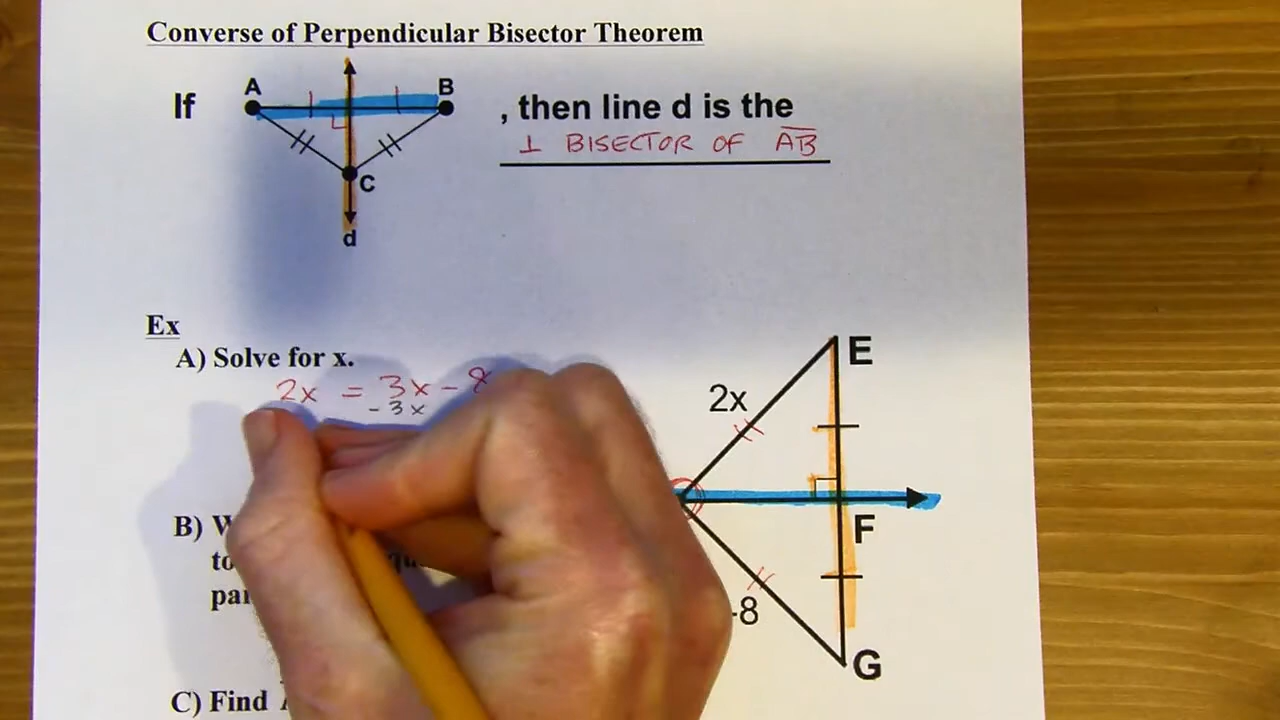 Converse of Perpendicular Bisector Theorem
A
B
If
, then line d is the
⊥ BISECTOR OF AB
C
d
Ex
A) Solve for x.
2x = 3x - 8
- 3x
E
2x
F
B)
-8
G
C) Find